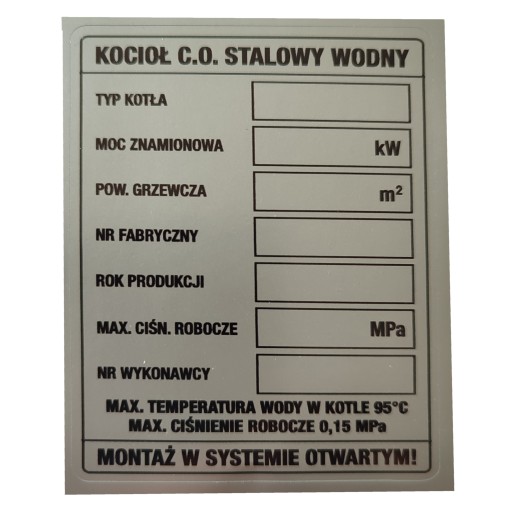 KOCIOŁ C.O. STALOWY WODNY
TYP KOTŁA
MOC ZNAMIONOWA kW
POW. GRZEWCZA m²
NR FABRYCZNY
ROK PRODUKCJI
MAX. CIŚN. ROBOCZE MPa
NR WYKONAWCY
MAX. TEMPERATURA WODY W KOTLE 95°C
MAX. CIŚNIENIE ROBOCZE 0,15 MPa
MONTAŻ W SYSTEMIE OTWARTYM!